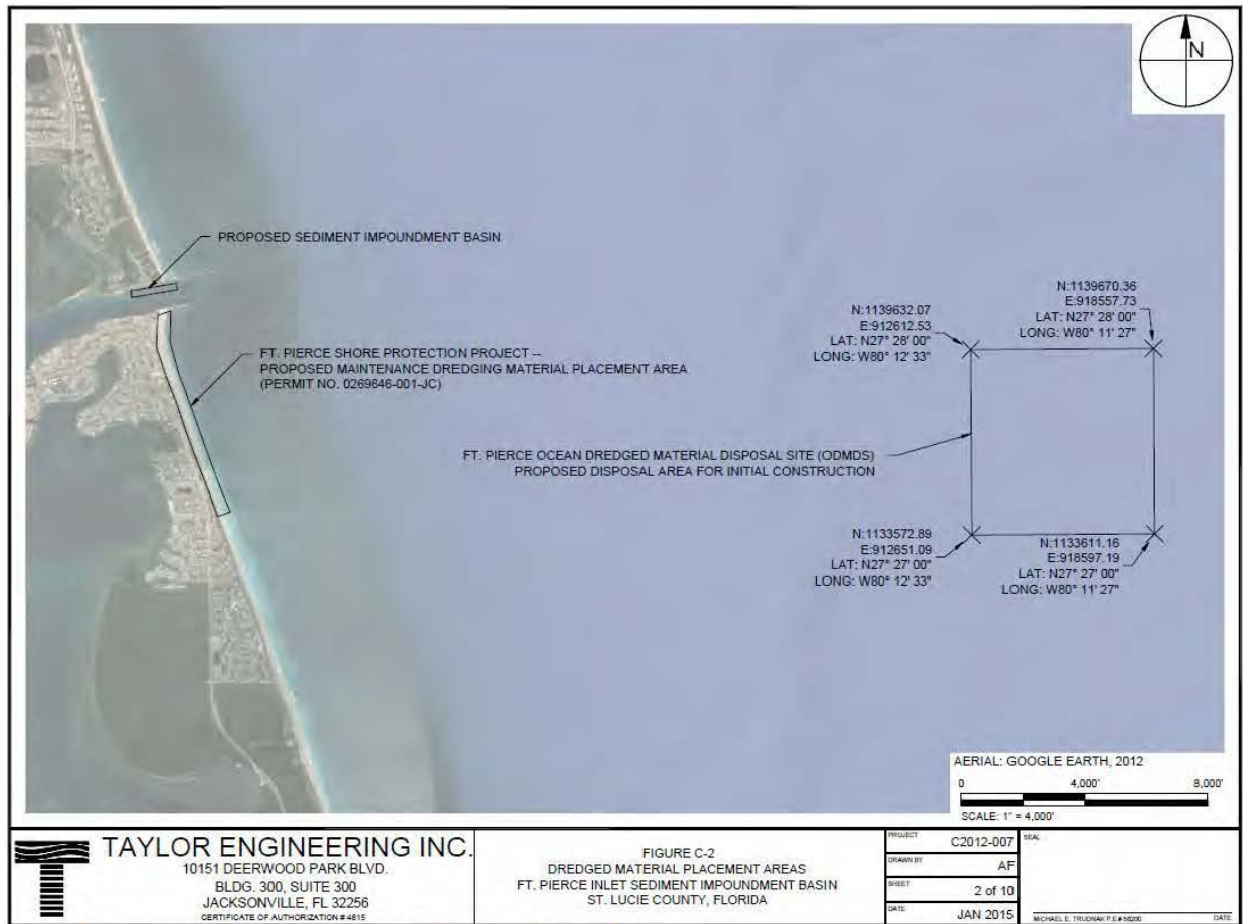 N
PROPOSED SEDIMENT IMPOUNDMENT BASIN
FT. PIERCE SHORE PROTECTION PROJECT --
PROPOSED MAINTENANCE DREDGING MATERIAL PLACEMENT AREA
(PERMIT NO. 0269646-001-JC)
N:1139632.07
E:912612.53
LAT: N27° 28' 00"
LONG: W80° 12' 33"
N:1139670.36
E:918557.73
LAT: N27° 28' 00"
LONG: W80° 11' 27"
FT. PIERCE OCEAN DREDGED MATERIAL DISPOSAL SITE (ODMDS)
PROPOSED DISPOSAL AREA FOR INITIAL CONSTRUCTION
N:1133572.89
E:912651.09
LAT: N27° 27' 00"
LONG: W80° 12' 33"
N:1133611.16
E:918597.19
LAT: N27° 27' 00"
LONG: W80° 11' 27"
AERIAL: GOOGLE EARTH, 2012
0 4,000' 8,000'
SCALE: 1" = 4,000'
TAYLOR ENGINEERING INC.
10151 DEERWOOD PARK BLVD.
BLDG. 300, SUITE 300
JACKSONVILLE, FL 32256
CERTIFICATE OF AUTHORIZATION # 4815
FIGURE C-2
DREDGED MATERIAL PLACEMENT AREAS
FT. PIERCE INLET SEDIMENT IMPOUNDMENT BASIN
ST. LUCIE COUNTY, FLORIDA
PROJECT C2012-007
DRAWN BY AF
SHEET 2 of 10
DATE JAN 2015
SEAL
MICHAEL E. TRUDNAK P.E.# DATE